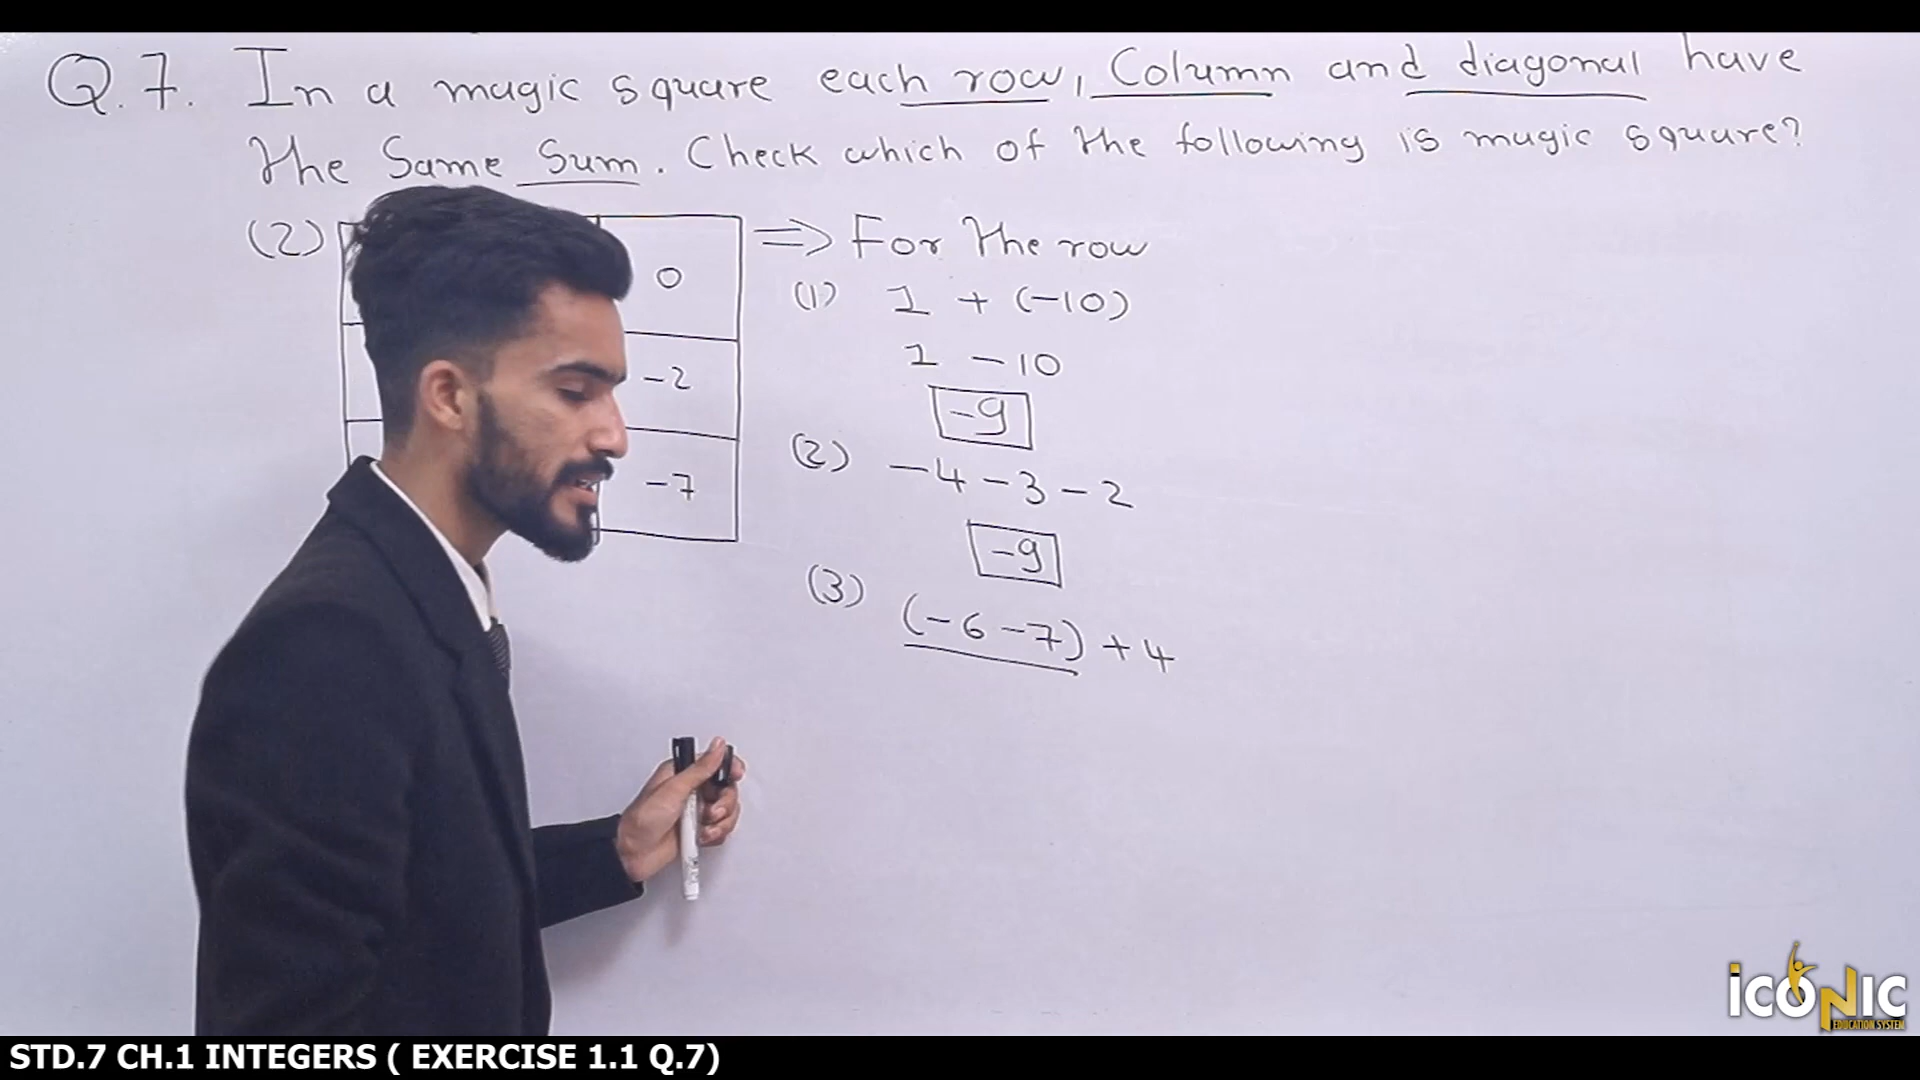 Q.7. In a magic square each row, Column and diagonal have
the Same Sum. Check which of the following is magic square?
(2)
0
-2
-7
⇒ For the row
(1) 1 + (-10)
1 - 10
-9
(2) -4 -3 -2
-9
(3) (-6 -7) + 4
iCONIC
EDUCATION SYSTEM
STD.7 CH.1 INTEGERS ( EXERCISE 1.1 Q.7)